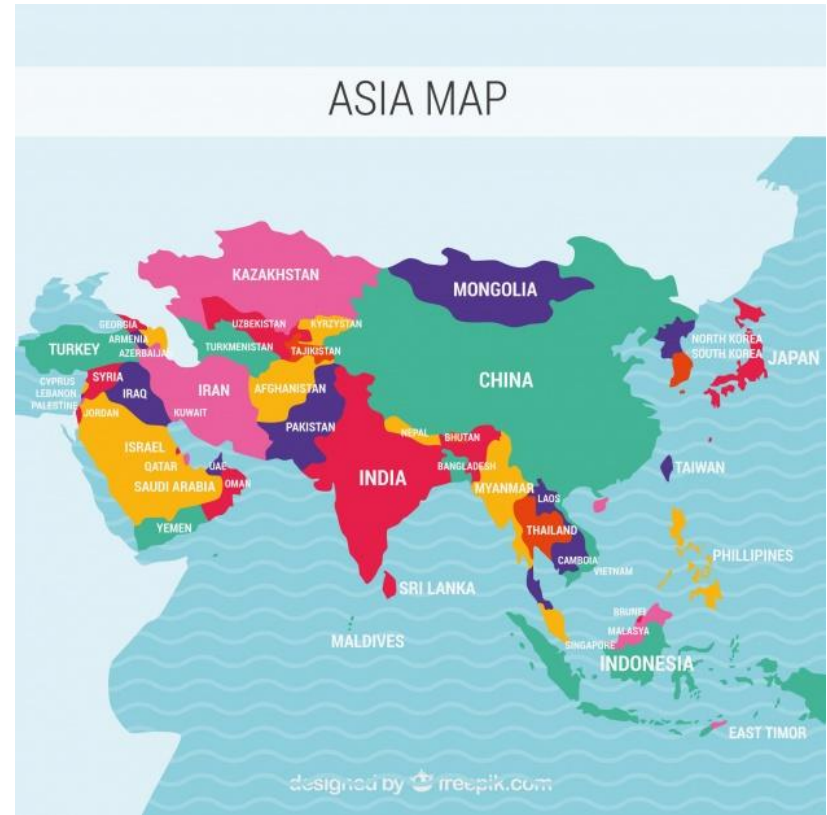 ASIA MAP
KAZAKHSTAN
MONGOLIA
GEORGIA
UZBEKISTAN
KYRZYSTAN
ARMENIA
TURKEY
AZERBAIJA
TURKMENISTAN
TAJIKISTAN
NORTH KOREA
SOUTH KOREA
JAPAN
CYPRUS
SYRIA
LEBANON
IRAQ
IRAN
AFGHANISTAN
CHINA
PALESTINE
JORDAN
KUWAIT
PAKISTAN
NEPAL
BHUTAN
ISRAEL
QATAR
UAE
BANGLADESH
TAIWAN
SAUDI ARABIA
OMAN
INDIA
MYANMAR
LAOS
YEMEN
THAILAND
PHILLIPINES
CAMBOIA
VIETNAM
SRI LANKA
BRUNEI
MALDIVES
MALASYA
SINGAPORE
INDONESIA
EAST TIMOR
designed by freepik.com